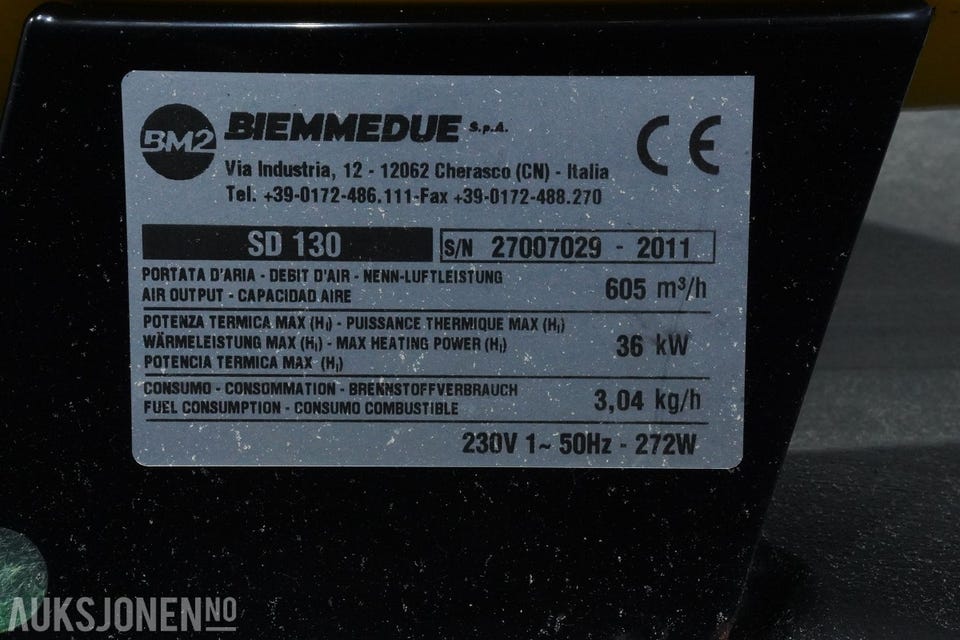 BM2 BIEMMEDUE S.p.A. CE
Via Industria, 12 - 12062 Cherasco (CN) - Italia
Tel. +39-0172-486.111-Fax +39-0172-488.270
SD 130 S/N 27007029 - 2011
PORTATA D'ARIA - DEBIT D'AIR - NENN-LUFTLEISTUNG
AIR OUTPUT - CAPACIDAD AIRE
605 m³/h
POTENZA TERMICA MAX (Hi) - PUISSANCE THERMIQUE MAX (Hi)
WÄRMELEISTUNG MAX (Hi) - MAX HEATING POWER (Hi)
POTENCIA TERMICA MAX (Hi)
36 kW
CONSUMO - CONSOMMATION - BRENNSTOFFVERBRAUCH
FUEL CONSUMPTION - CONSUMO COMBUSTIBLE
3,04 kg/h
230V 1~ 50Hz - 272W
AUKSJONEN NO